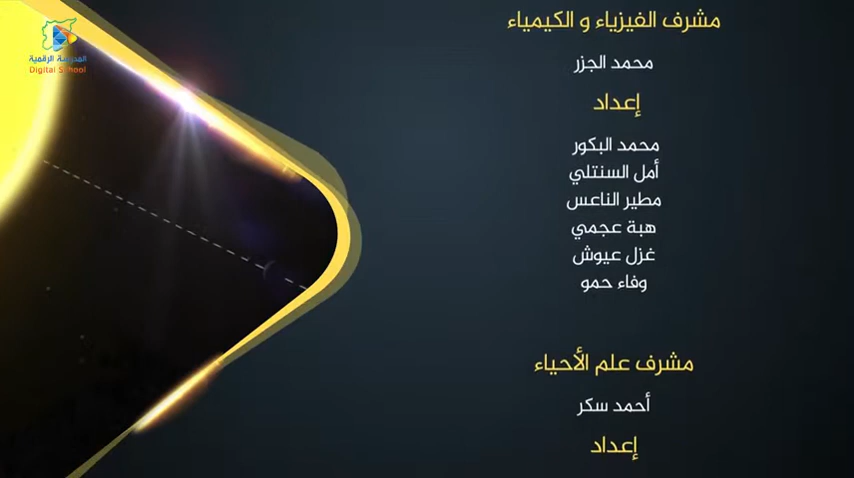 المدرسة الرقمية
Digital School
مشرف الفيزياء و الكيمياء
محمد الجزر
إعداد
محمد البكور
أمل السنتلي
مطير الناعس
هبة عجمي
غزل عيوش
وفاء حمو
مشرف علم الأحياء
أحمد سكر
إعداد